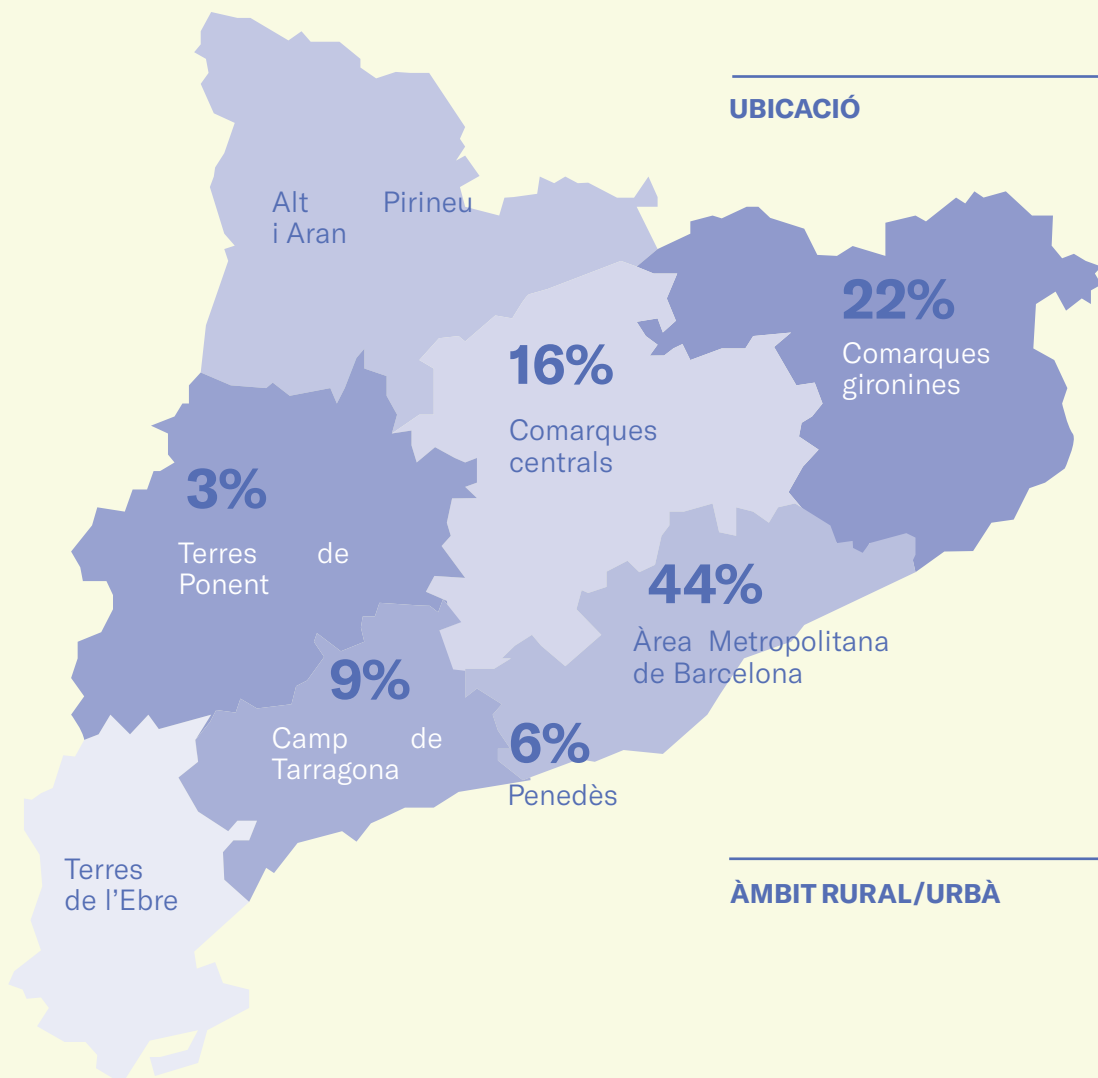 UBICACIÓ
Alt Pirineu
i Aran
22%
Comarques
gironines
16%
Comarques
centrals
3%
Terres de
Ponent
44%
Àrea Metropolitana
de Barcelona
9%
Camp de
Tarragona
6%
Penedès
Terres
de l’Ebre
ÀMBIT RURAL/URBÀ